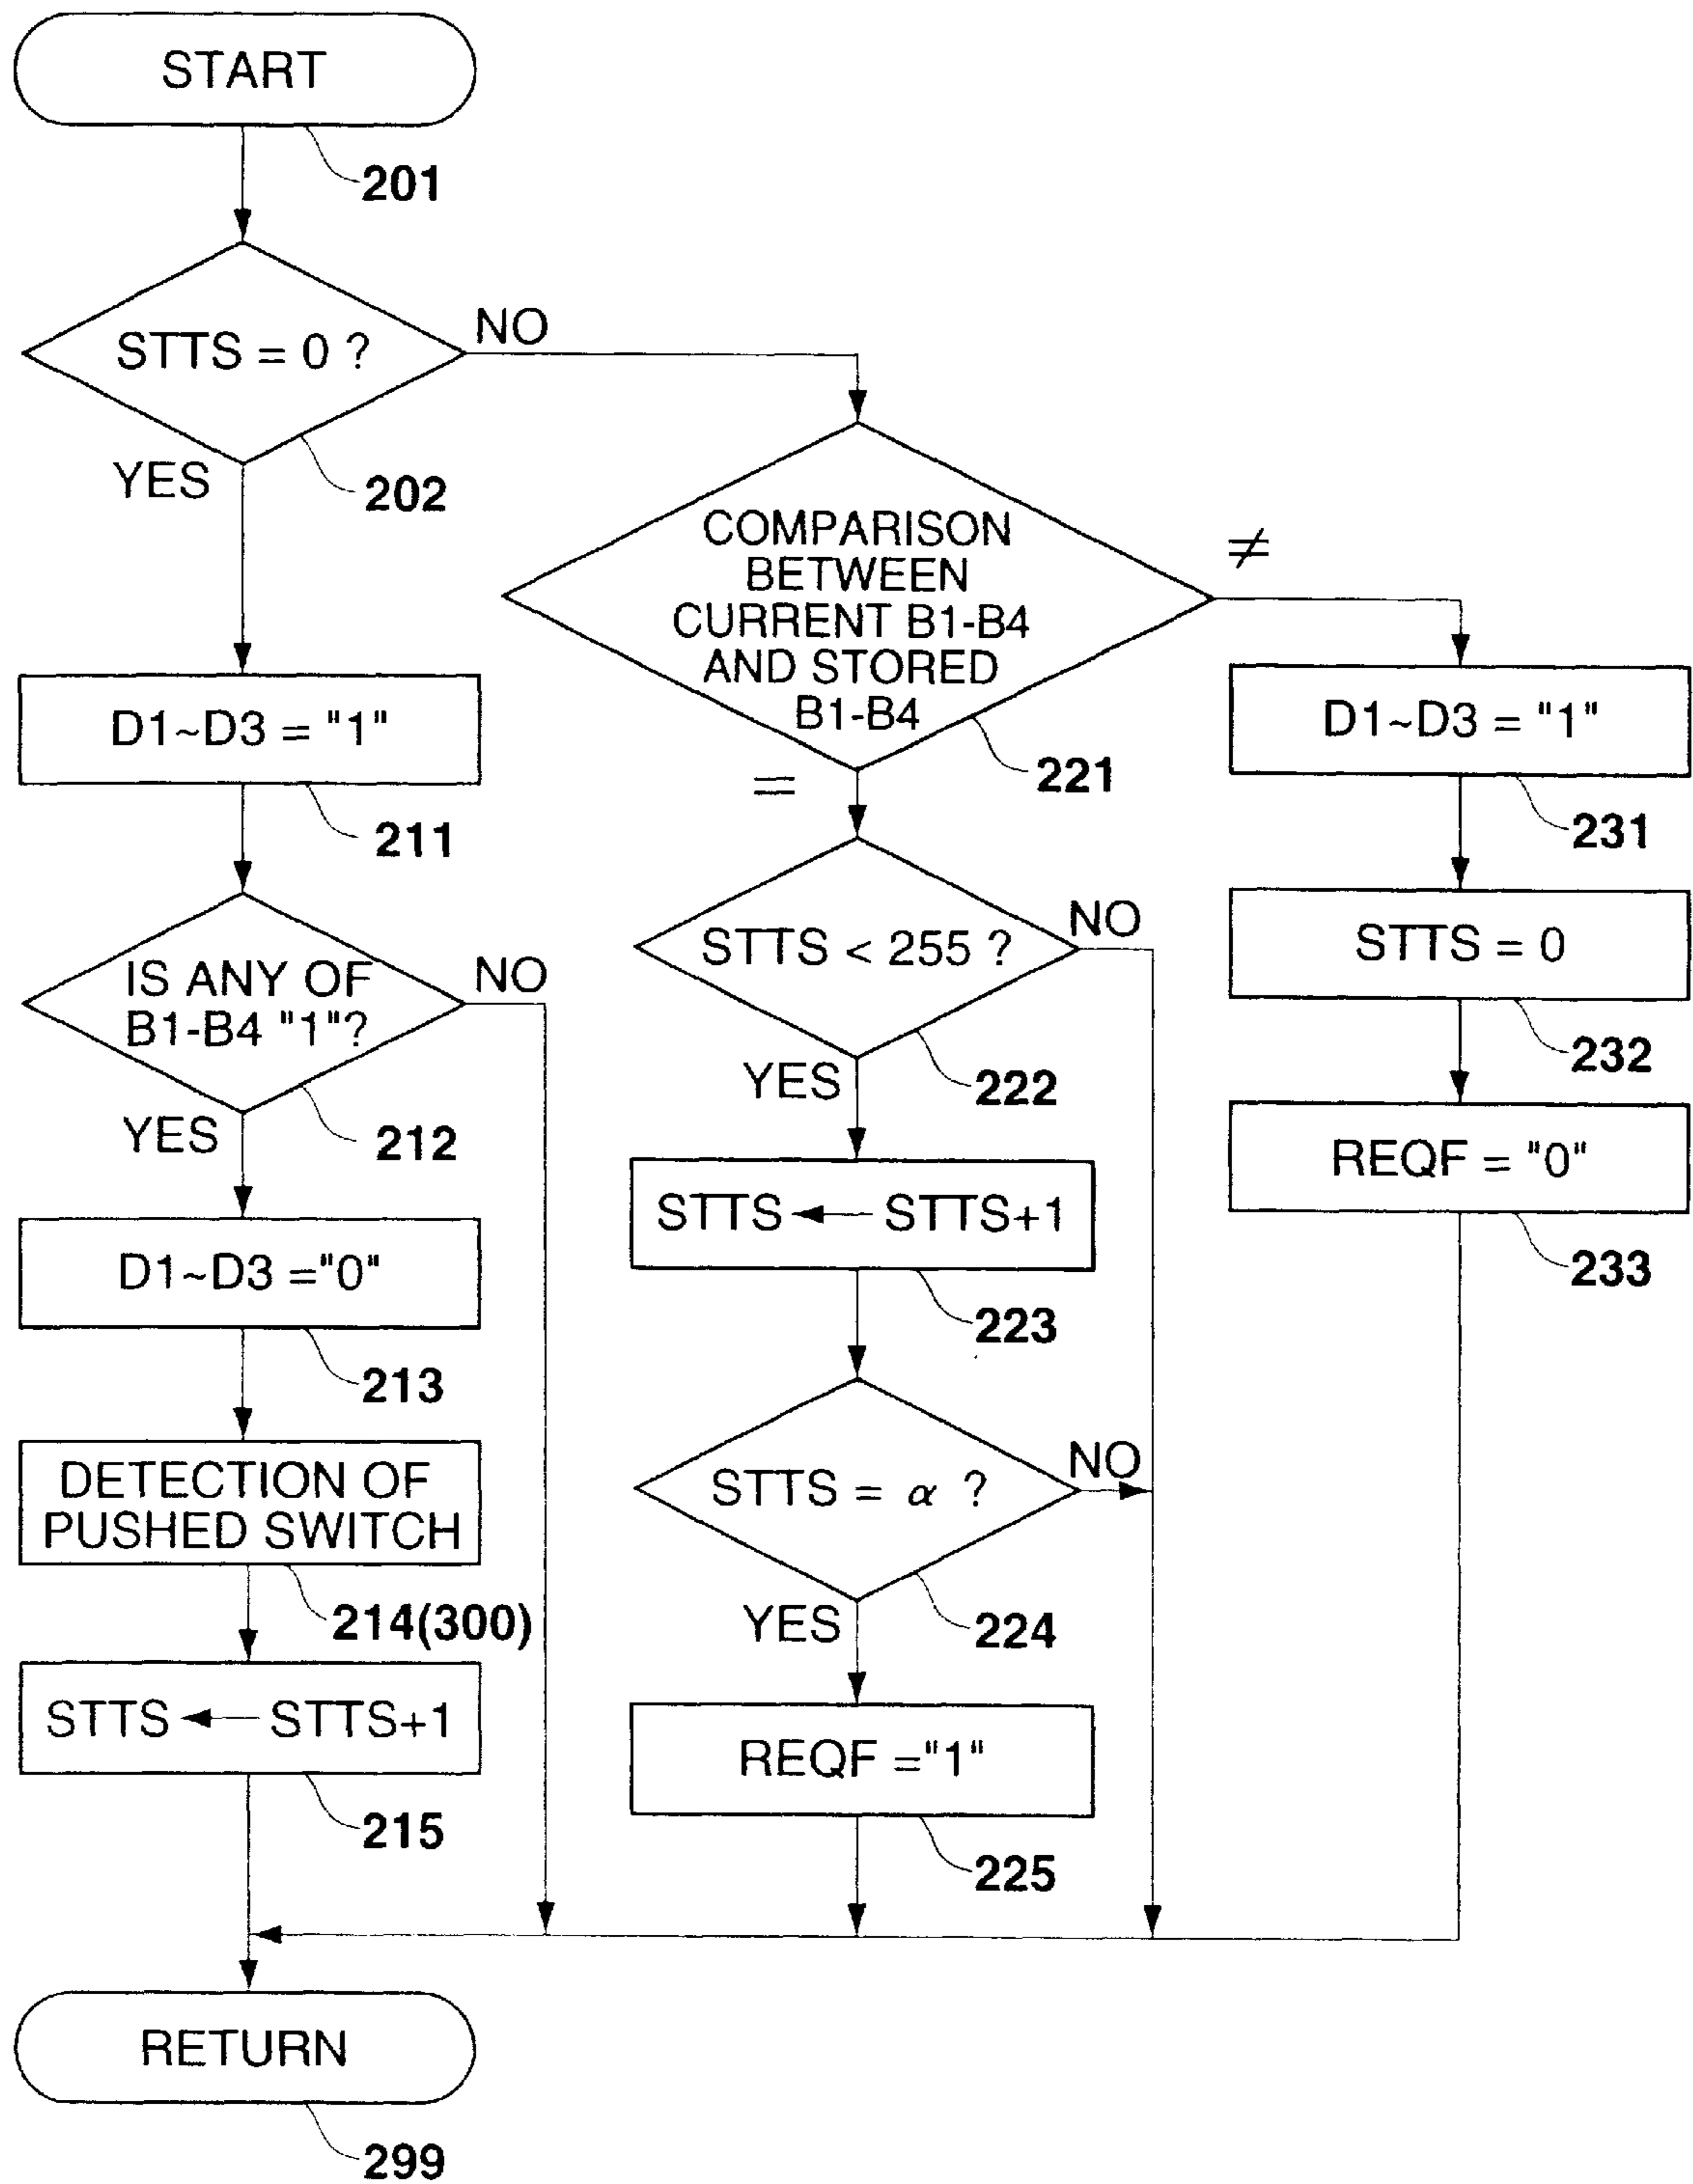 START
201
STTS = 0 ?
NO
YES
202
D1~D3 = "1"
211
IS ANY OF
B1-B4 "1"?
NO
YES
212
D1~D3 ="0"
213
DETECTION OF
PUSHED SWITCH
214(300)
STTS ← STTS+1
215
RETURN
299
COMPARISON
BETWEEN
CURRENT B1-B4
AND STORED
B1-B4
≠
=
221
STTS < 255 ?
NO
YES
222
STTS ← STTS+1
223
STTS = α ?
NO
YES
224
REQF ="1"
225
D1~D3 = "1"
231
STTS = 0
232
REQF = "0"
233